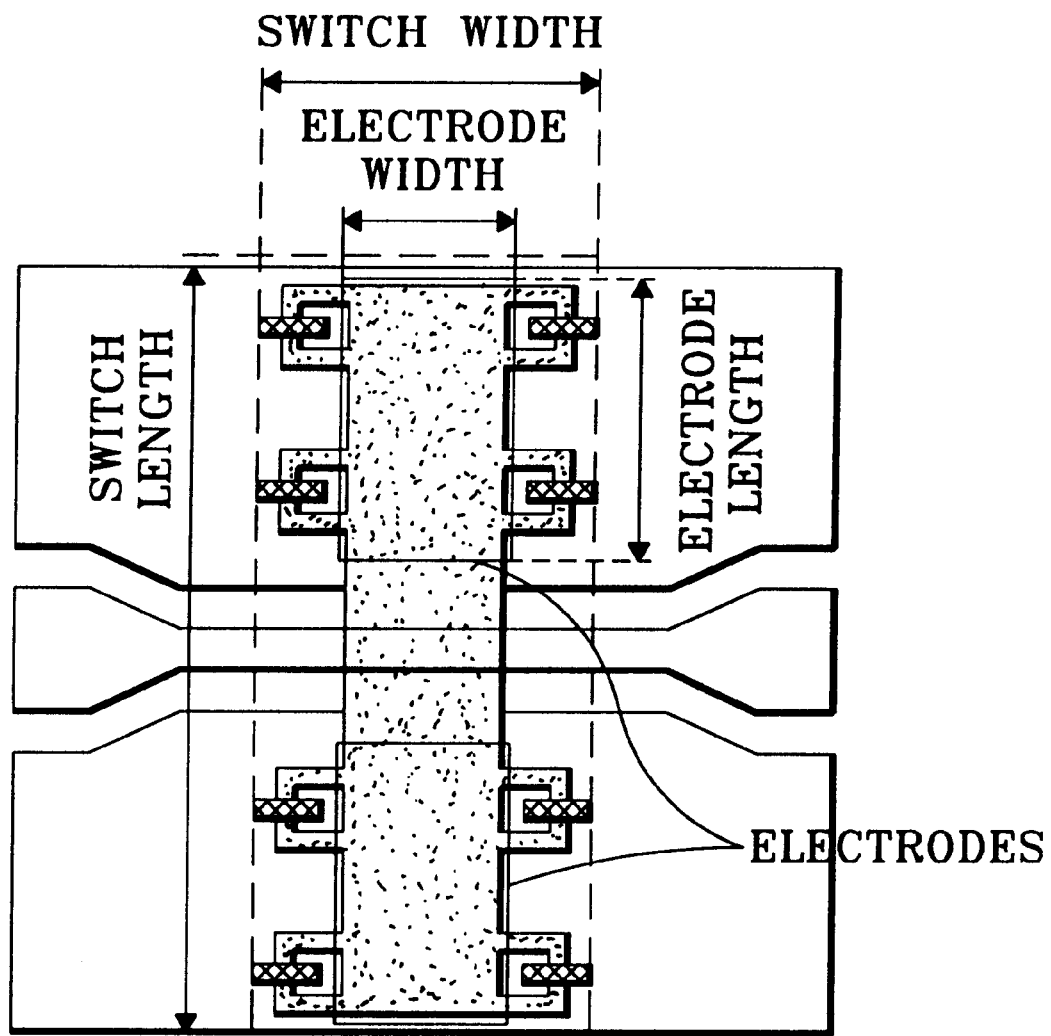 SWITCH WIDTH
ELECTRODE
WIDTH
SWITCH
LENGTH
ELECTRODE
LENGTH
ELECTRODES